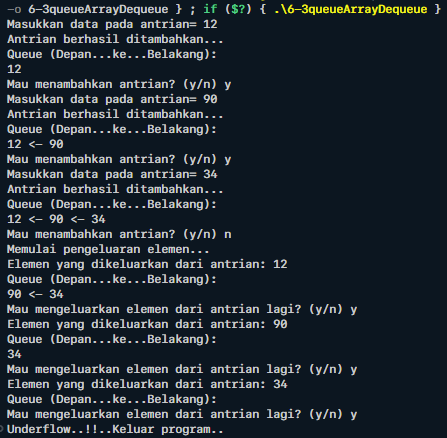 -o 6-3queueArrayDequeue } ; if ($?) { .\6-3queueArrayDequeue }
Masukkan data pada antrian= 12
Antrian berhasil ditambahkan...
Queue (Depan...ke...Belakang):
12
Mau menambahkan antrian? (y/n) y
Masukkan data pada antrian= 90
Antrian berhasil ditambahkan...
Queue (Depan...ke...Belakang):
12 <- 90
Mau menambahkan antrian? (y/n) y
Masukkan data pada antrian= 34
Antrian berhasil ditambahkan...
Queue (Depan...ke...Belakang):
12 <- 90 <- 34
Mau menambahkan antrian? (y/n) n
Memulai pengeluaran elemen...
Elemen yang dikeluarkan dari antrian: 12
Queue (Depan...ke...Belakang):
90 <- 34
Mau mengeluarkan elemen dari antrian lagi? (y/n) y
Elemen yang dikeluarkan dari antrian: 90
Queue (Depan...ke...Belakang):
34
Mau mengeluarkan elemen dari antrian lagi? (y/n) y
Elemen yang dikeluarkan dari antrian: 34
Queue (Depan...ke...Belakang):
Mau mengeluarkan elemen dari antrian lagi? (y/n) y
Underflow..!!..Keluar program..